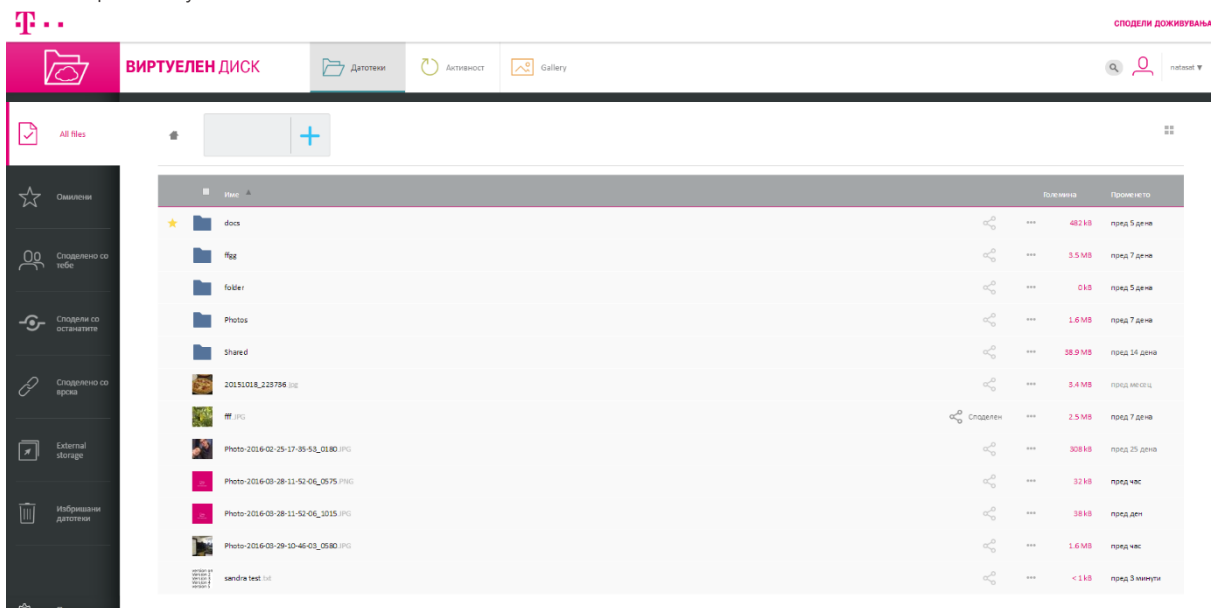 T
СПОДЕЛИ ДОЖИВУВАЊА
ВИРТУЕЛЕН ДИСК
Датотеки
Активност
Gallery
natasat ▼
All files
Омилени
Споделено со
тебе
Сподели со
останатите
Споделено со
врска
External
storage
Избришани
датотеки
Име ▲ Големина Променето
docs 482 kB пред 5 дена
ffgg 3.5 MB пред 7 дена
folder 0 kB пред 5 дена
Photos 1.6 MB пред 7 дена
Shared 38.9 MB пред 14 дена
20151018_223736.jpg 3.4 MB пред месец
fff.JPG Споделен 2.5 MB пред 7 дена
Photo-2016-02-25-17-35-53_0180.JPG 308 kB пред 25 дена
Photo-2016-03-28-11-52-06_0575.PNG 32 kB пред час
Photo-2016-03-28-11-52-06_1015.JPG 38 kB пред ден
Photo-2016-03-29-10-46-03_0580.JPG 1.6 MB пред час
sandra test.txt < 1 kB пред 3 минути